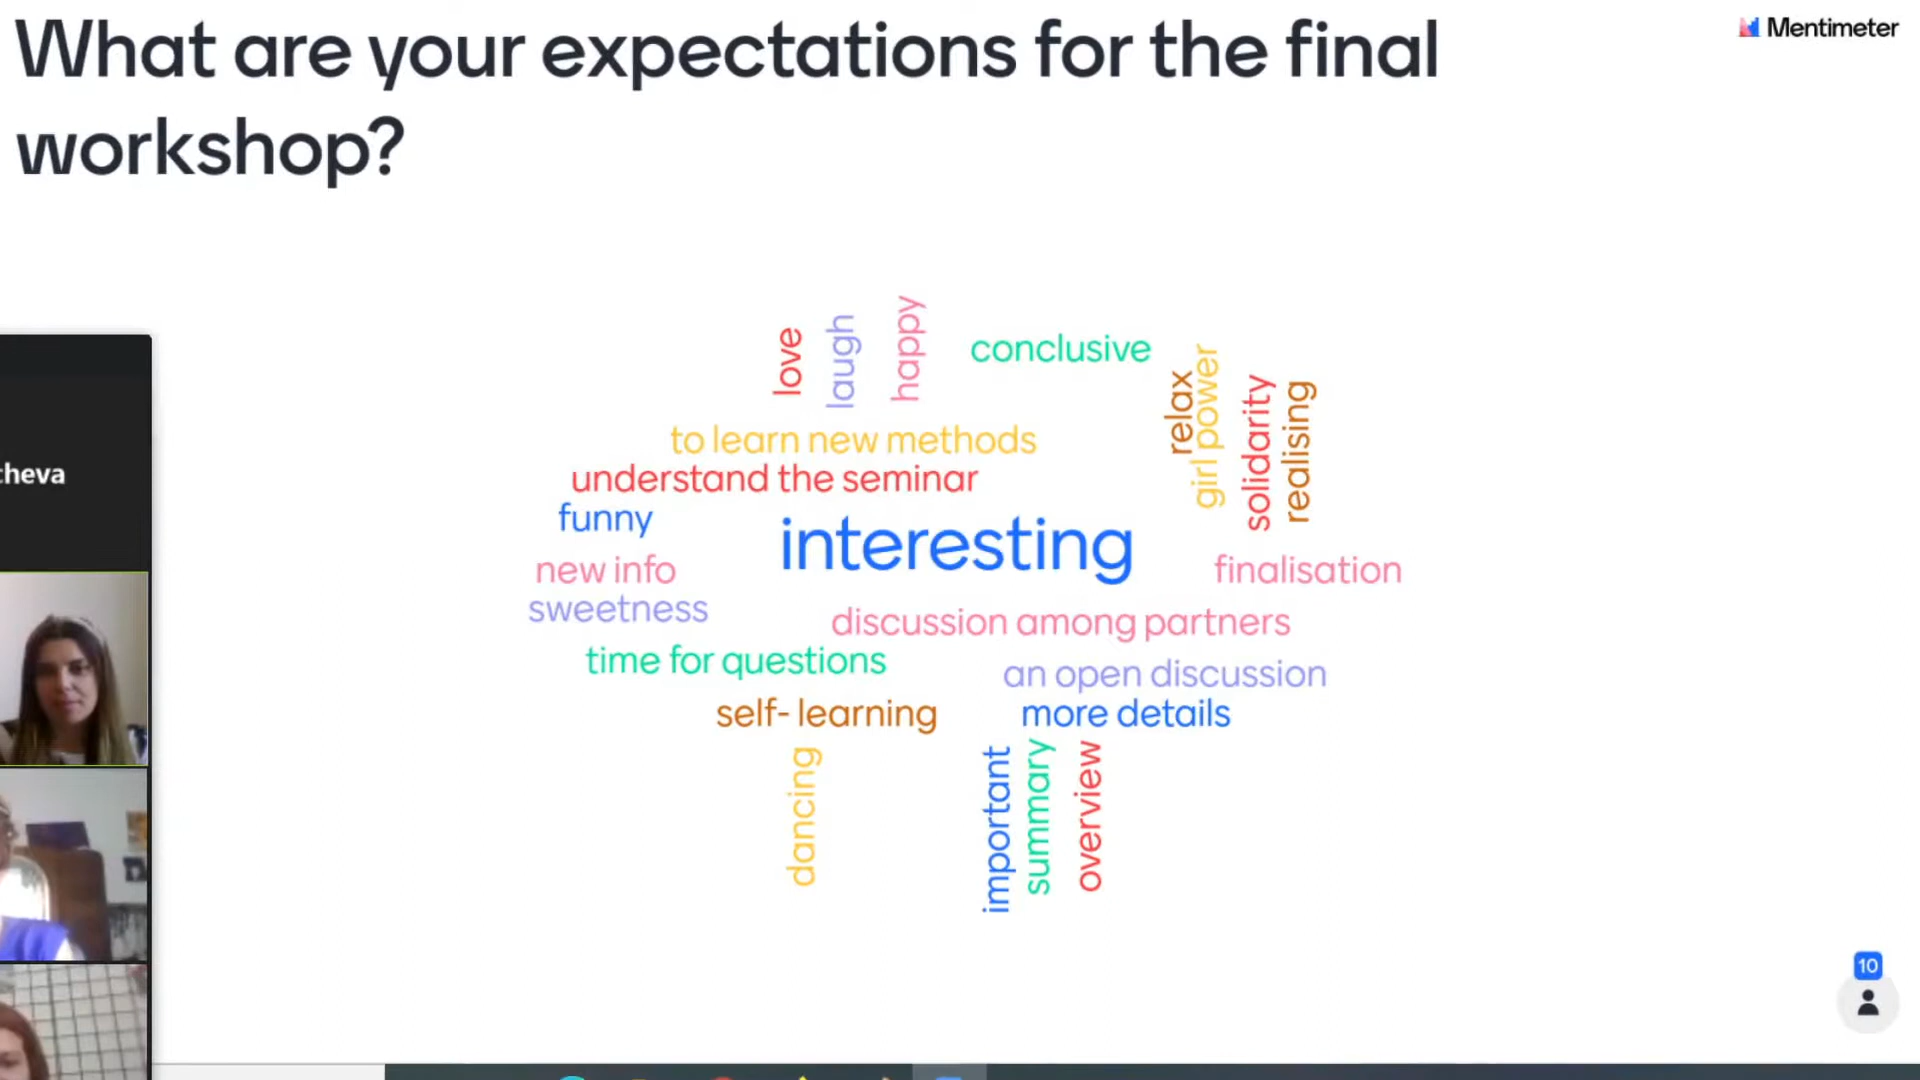 What are your expectations for the final
workshop?
Mentimeter
love
laugh
happy
conclusive
relax
girl power
solidarity
realising
to learn new methods
understand the seminar
funny
interesting
new info
finalisation
sweetness
discussion among partners
time for questions
an open discussion
self- learning
more details
dancing
important
summary
overview
cheva
10